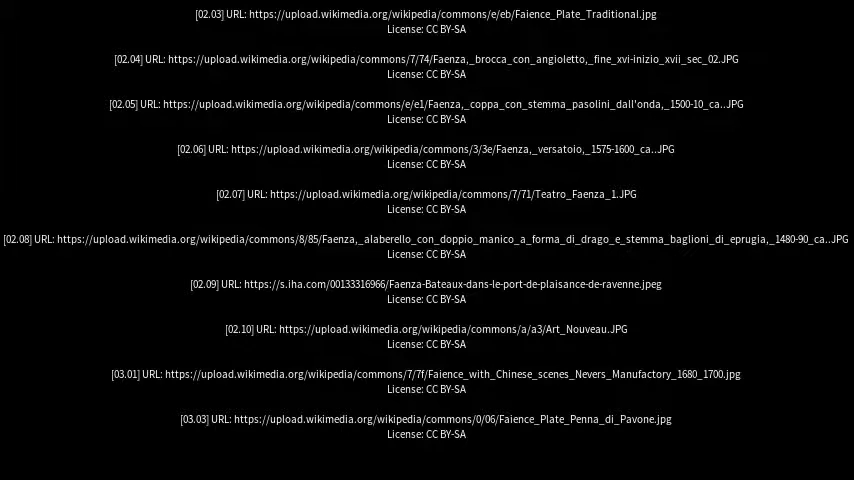 [02.03] URL: https://upload.wikimedia.org/wikipedia/commons/e/eb/Faience_Plate_Traditional.jpg
License: CC BY-SA
[02.04] URL: https://upload.wikimedia.org/wikipedia/commons/7/74/Faenza,_brocca_con_angioletto,_fine_xvi-inizio_xvii_sec_02.JPG
License: CC BY-SA
[02.05] URL: https://upload.wikimedia.org/wikipedia/commons/e/e1/Faenza,_coppa_con_stemma_pasolini_dall'onda,_1500-10_ca..JPG
License: CC BY-SA
[02.06] URL: https://upload.wikimedia.org/wikipedia/commons/3/3e/Faenza,_versatoio,_1575-1600_ca..JPG
License: CC BY-SA
[02.07] URL: https://upload.wikimedia.org/wikipedia/commons/7/71/Teatro_Faenza_1.JPG
License: CC BY-SA
[02.08] URL: https://upload.wikimedia.org/wikipedia/commons/8/85/Faenza,_alaberello_con_doppio_manico_a_forma_di_drago_e_stemma_baglioni_di_eprugia,_1480-90_ca..JPG
License: CC BY-SA
[02.09] URL: https://s.iha.com/00133316966/Faenza-Bateaux-dans-le-port-de-plaisance-de-ravenne.jpeg
License: CC BY-SA
[02.10] URL: https://upload.wikimedia.org/wikipedia/commons/a/a3/Art_Nouveau.JPG
License: CC BY-SA
[03.01] URL: https://upload.wikimedia.org/wikipedia/commons/7/7f/Faience_with_Chinese_scenes_Nevers_Manufactory_1680_1700.jpg
License: CC BY-SA
[03.03] URL: https://upload.wikimedia.org/wikipedia/commons/0/06/Faience_Plate_Penna_di_Pavone.jpg
License: CC BY-SA